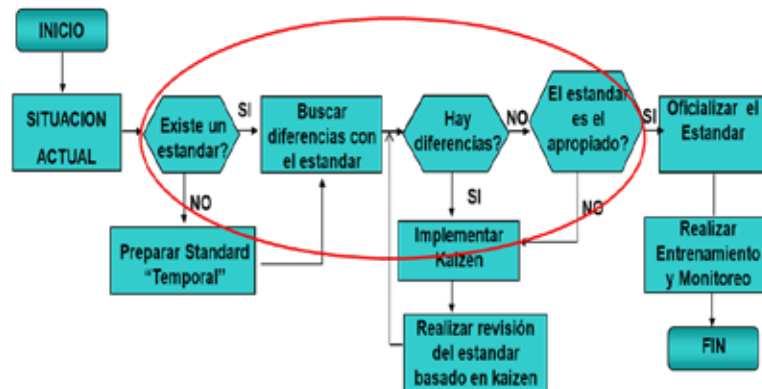 INICIO
SITUACION
ACTUAL
Existe un
estandar?
SI
NO
Preparar Standard
“Temporal”
Buscar
diferencias con
el estandar
Hay
diferencias?
NO
SI
El estandar
es el
apropiado?
SI
NO
Implementar
Kaizen
Realizar revisión
del estandar
basado en kaizen
Oficializar el
Estandar
Realizar
Entrenamiento
y Monitoreo
FIN